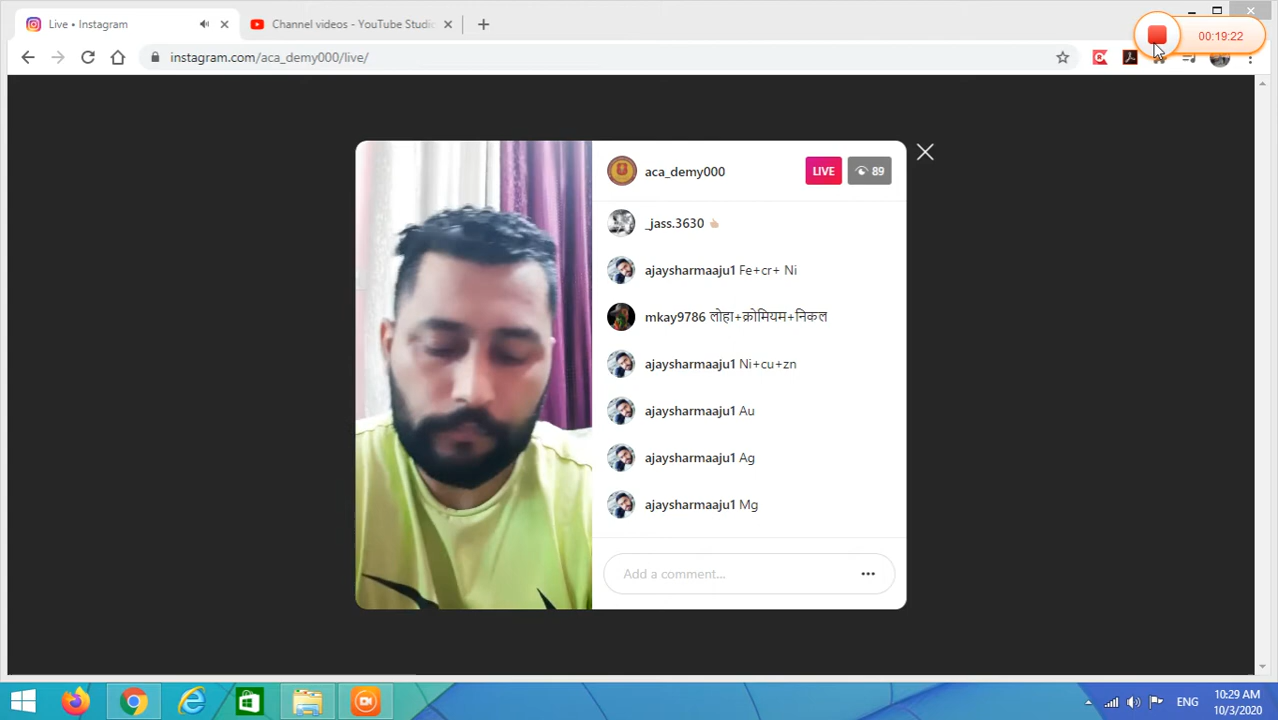 Live • Instagram
Channel videos - YouTube Studio
00:19:22
instagram.com/aca_demy000/live/
aca_demy000
LIVE
89
_jass.3630
ajaysharmaaju1 Fe+cr+ Ni
mkay9786 लोहा+क्रोमियम+निकल
ajaysharmaaju1 Ni+cu+zn
ajaysharmaaju1 Au
ajaysharmaaju1 Ag
ajaysharmaaju1 Mg
Add a comment...
ENG
10:29 AM
10/3/2020